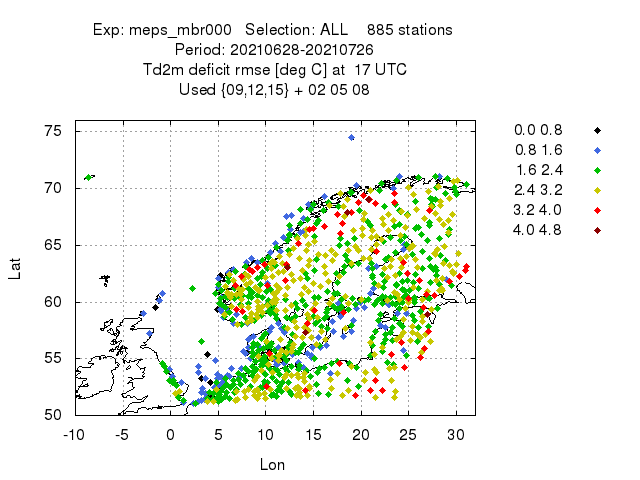 Exp: meps_mbr000   Selection: ALL    885 stations
Period: 20210628-20210726
Td2m deficit rmse [deg C] at  17 UTC
Used {09,12,15} + 02 05 08
75
70
65
60
55
50
Lat
-10 -5 0 5 10 15 20 25 30
Lon
0.0 0.8
0.8 1.6
1.6 2.4
2.4 3.2
3.2 4.0
4.0 4.8